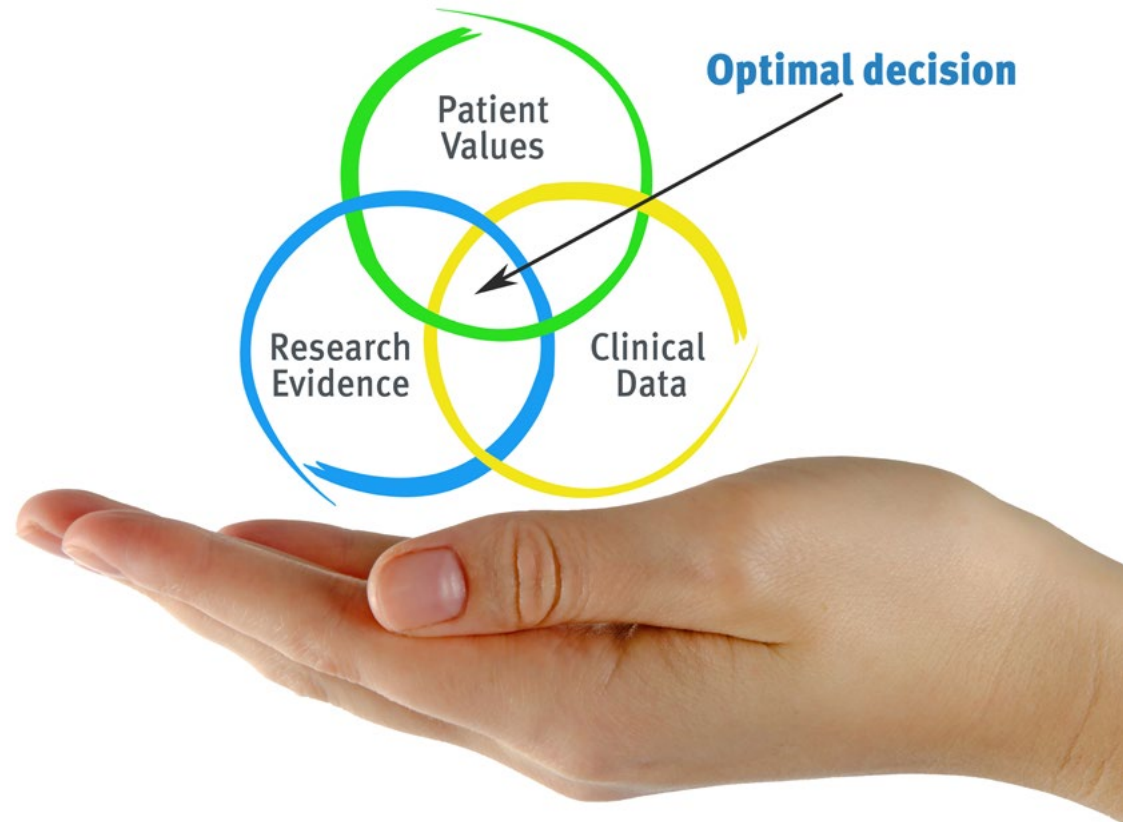 Optimal decision
Patient
Values
Research
Evidence
Clinical
Data